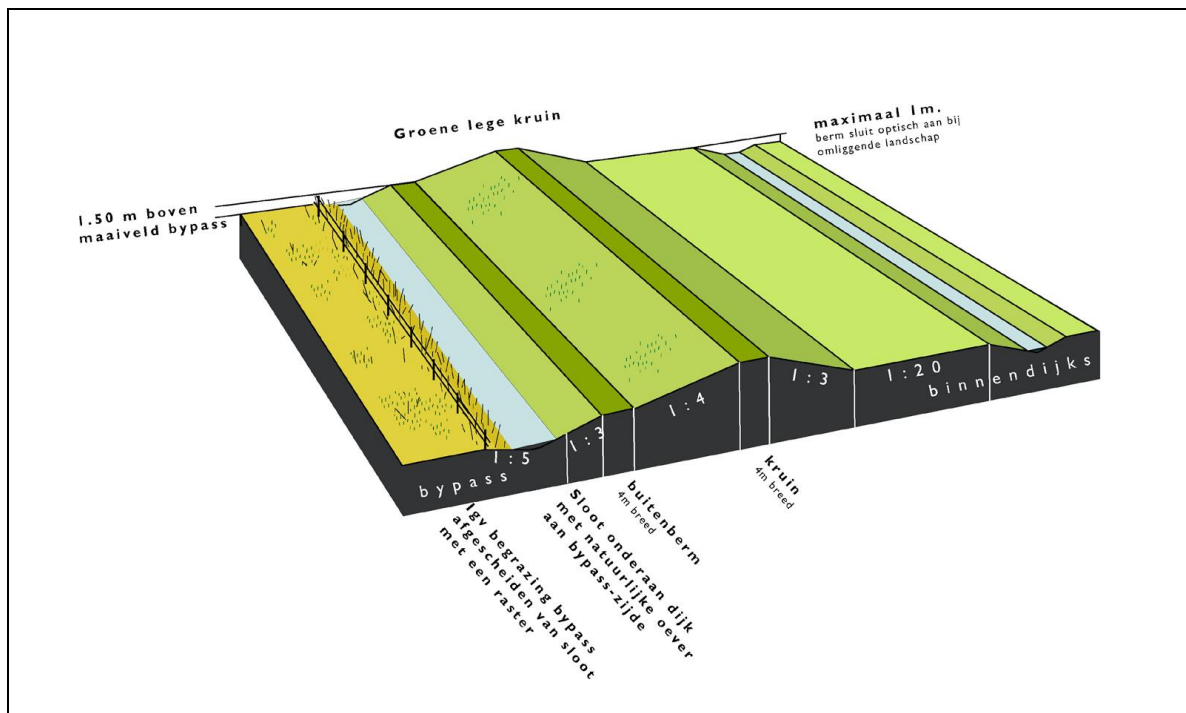 Groene lege kruin
maximaal 1m.
berm sluit optisch aan bij
omliggende landschap
1.50 m boven
maaiveld bypass
1:5
1:3
1:4
1:3
1:20
bypass
binnendijks
Igv begrazing bypass
afgescheiden van sloot
met een raster
Sloot onderaan dijk
met natuurlijke oever
aan bypass-zijde
buitenberm
4m breed
kruin
4m breed